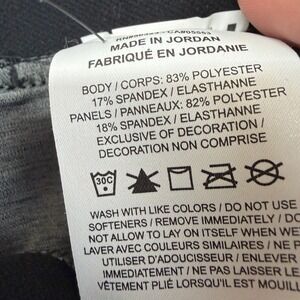 MADE IN JORDAN
FABRIQUÉ EN JORDANIE
BODY / CORPS: 83% POLYESTER
17% SPANDEX / ELASTHANNE
PANELS / PANNEAUX: 82% POLYESTER
18% SPANDEX / ELASTHANNE
EXCLUSIVE OF DECORATION /
DECORATION NON COMPRISE
30C
WASH WITH LIKE COLORS / DO NOT USE
SOFTENERS / REMOVE IMMEDIATELY / DO
NOT ALLOW TO LAY ON ITSELF WHEN WE
LAVER AVEC COULEURS SIMILAIRES / NE
UTILISER D'ADOUCISSEUR / ENLEVER
IMMÉDIATEMENT / NE PAS LAISSER LE
VÊTEMENT PLIÉ LORSQU'IL EST HUMIDE